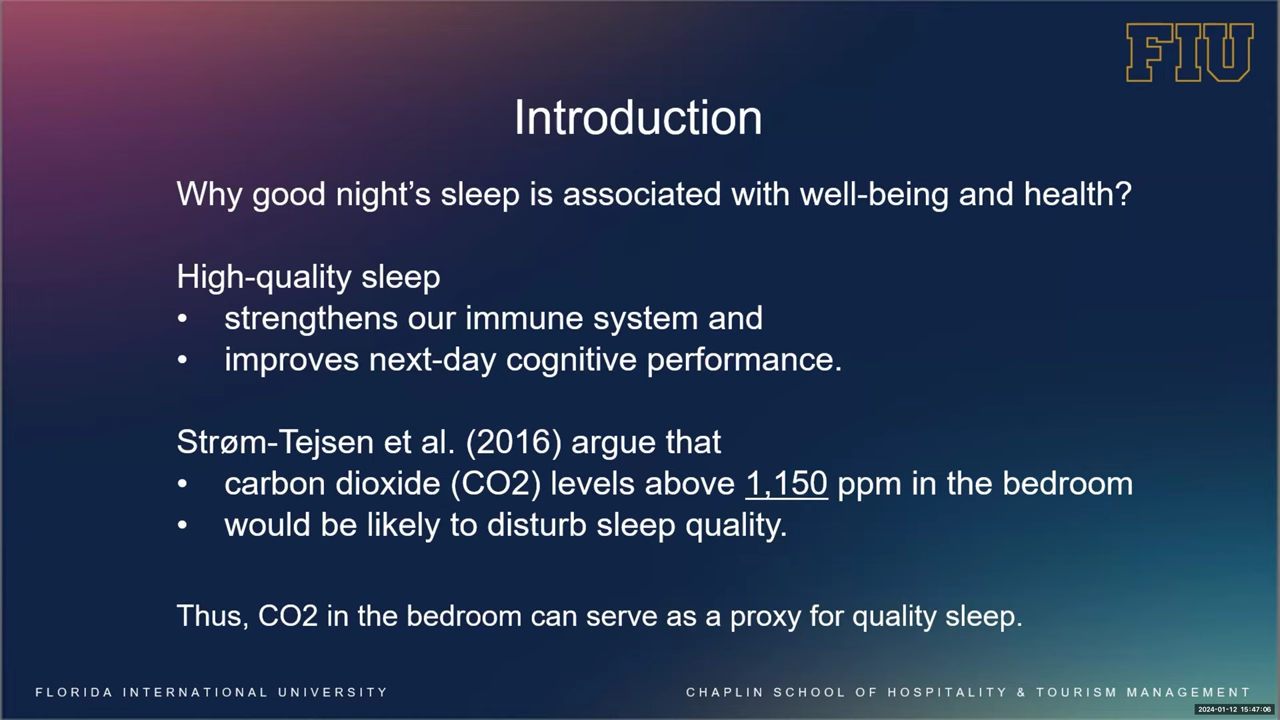 FIU
Introduction
Why good night’s sleep is associated with well-being and health?
High-quality sleep
• strengthens our immune system and
• improves next-day cognitive performance.
Strøm-Tejsen et al. (2016) argue that
• carbon dioxide (CO2) levels above 1,150 ppm in the bedroom
• would be likely to disturb sleep quality.
Thus, CO2 in the bedroom can serve as a proxy for quality sleep.
FLORIDA INTERNATIONAL UNIVERSITY
CHAPLIN SCHOOL OF HOSPITALITY & TOURISM MANAGEMENT
2024-01-12 15:47:06